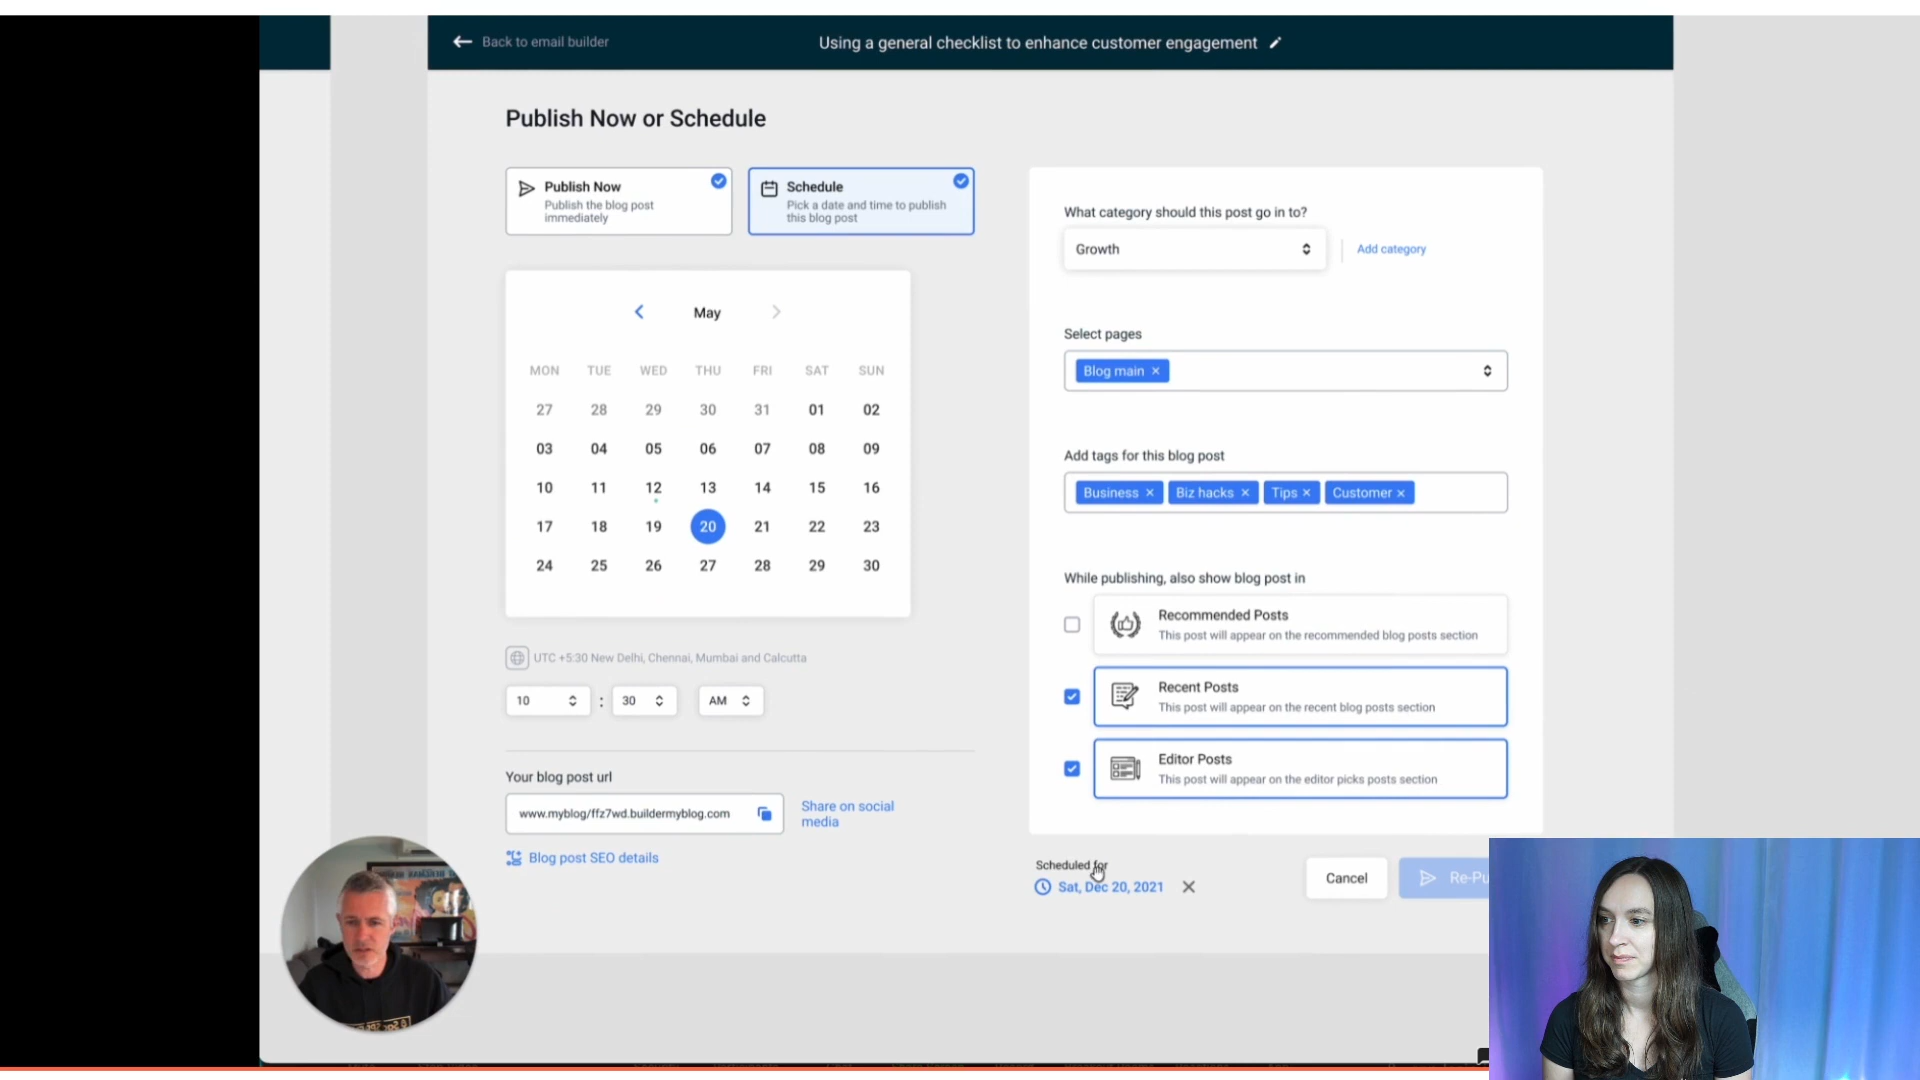 Back to email builder
Using a general checklist to enhance customer engagement
Publish Now or Schedule
Publish Now
Publish the blog post
immediately
Schedule
Pick a date and time to publish
this blog post
May
MON TUE WED THU FRI SAT SUN
27 28 29 30 31 01 02
03 04 05 06 07 08 09
10 11 12 13 14 15 16
17 18 19 20 21 22 23
24 25 26 27 28 29 30
UTC +5:30 New Delhi, Chennai, Mumbai and Calcutta
10 : 30 AM
Your blog post url
www.myblog/ffz7wd.buildermyblog.com
Share on social
media
Blog post SEO details
What category should this post go in to?
Growth
Add category
Select pages
Blog main ×
Add tags for this blog post
Business × Biz hacks × Tips × Customer ×
While publishing, also show blog post in
Recommended Posts
This post will appear on the recommended blog posts section
Recent Posts
This post will appear on the recent blog posts section
Editor Posts
This post will appear on the editor picks posts section
Scheduled for
Sat, Dec 20, 2021
Cancel
Re-Pu